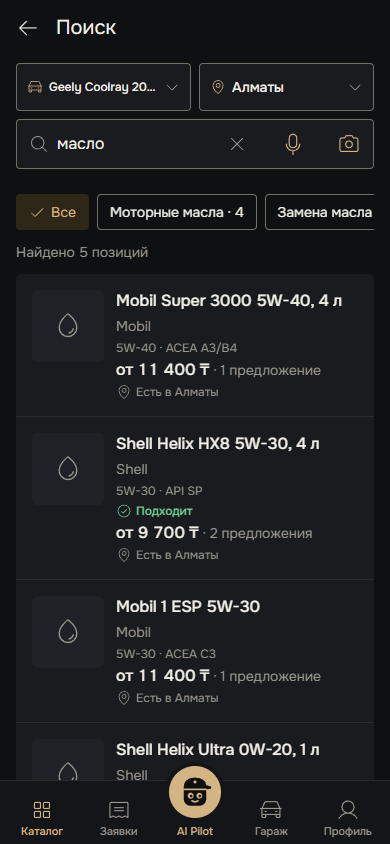 Поиск
Geely Coolray 20...
Алматы
масло
Все
Моторные масла · 4
Замена масла
Найдено 5 позиций
Mobil Super 3000 5W-40, 4 л
Mobil
5W-40 · ACEA A3/B4
от 11 400 ₸ · 1 предложение
Есть в Алматы
Shell Helix HX8 5W-30, 4 л
Shell
5W-30 · API SP
Подходит
от 9 700 ₸ · 2 предложения
Есть в Алматы
Mobil 1 ESP 5W-30
Mobil
5W-30 · ACEA C3
от 11 400 ₸ · 1 предложение
Есть в Алматы
Shell Helix Ultra 0W-20, 1 л
Shell
Каталог
Заявки
AI Pilot
Гараж
Профиль